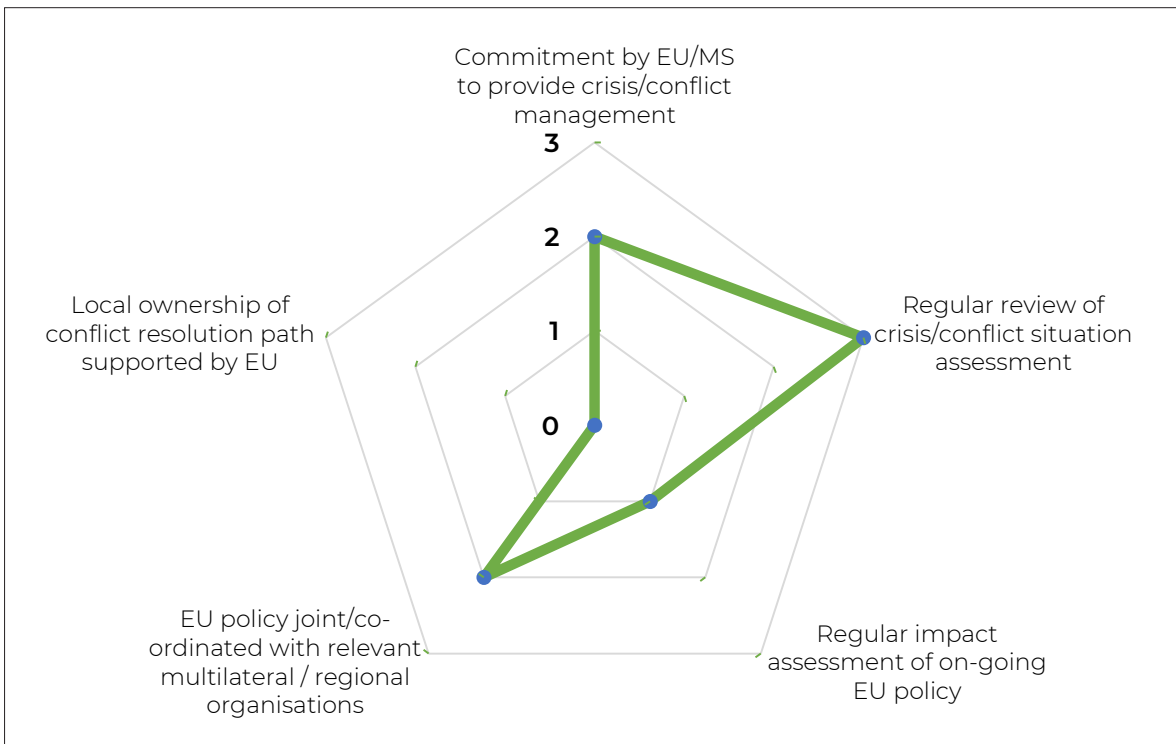 Commitment by EU/MS
to provide crisis/conflict
management
3
2
1
0
Regular review of
crisis/conflict situation
assessment
Regular impact
assessment of on-going
EU policy
EU policy joint/co-
ordinated with relevant
multilateral / regional
organisations
Local ownership of
conflict resolution path
supported by EU